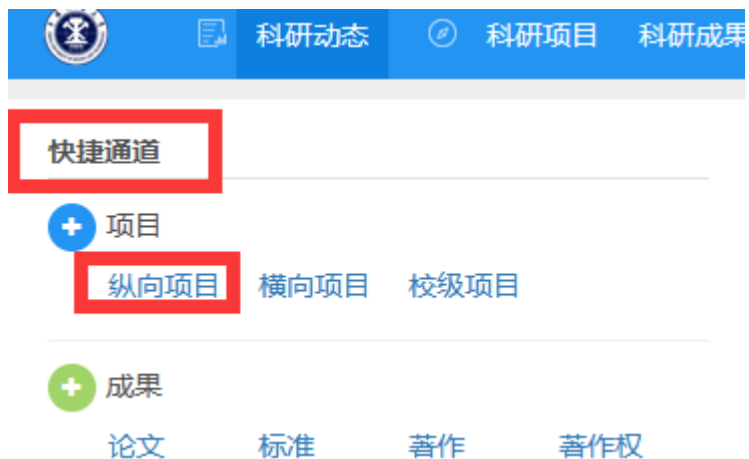 科研动态 科研项目 科研成果
快捷通道
项目
纵向项目 横向项目 校级项目
成果
论文 标准 著作 著作权